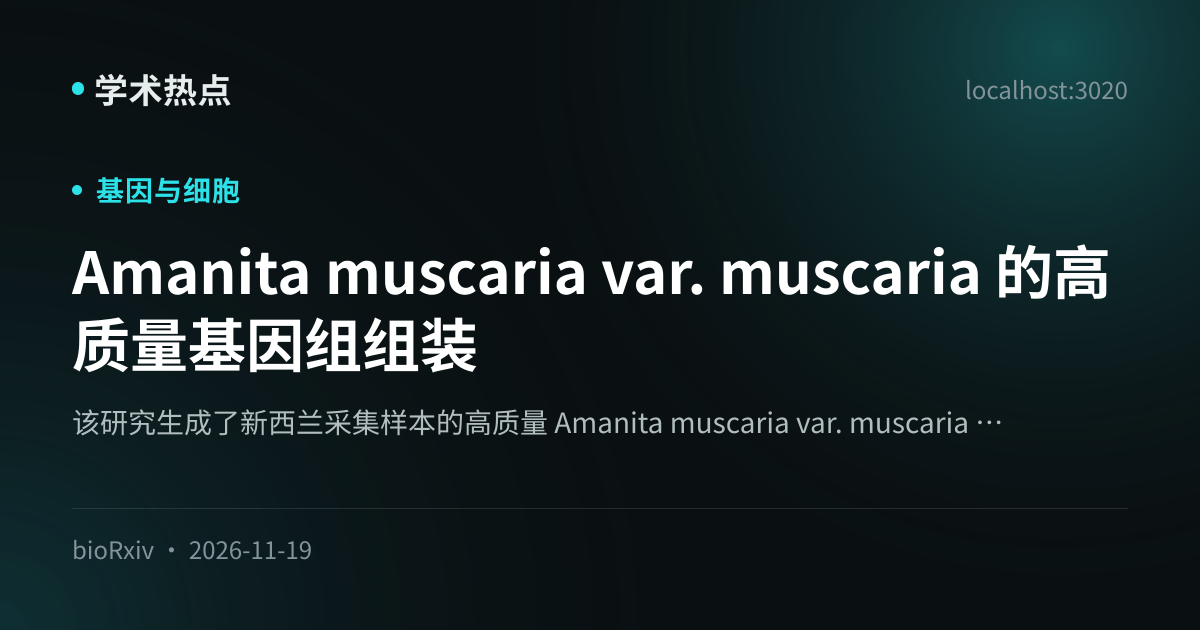 学术热点
localhost:3020
基因与细胞
Amanita muscaria var. muscaria 的高
质量基因组组装
该研究生成了新西兰采集样本的高质量 Amanita muscaria var. muscaria …
bioRxiv • 2026-11-19